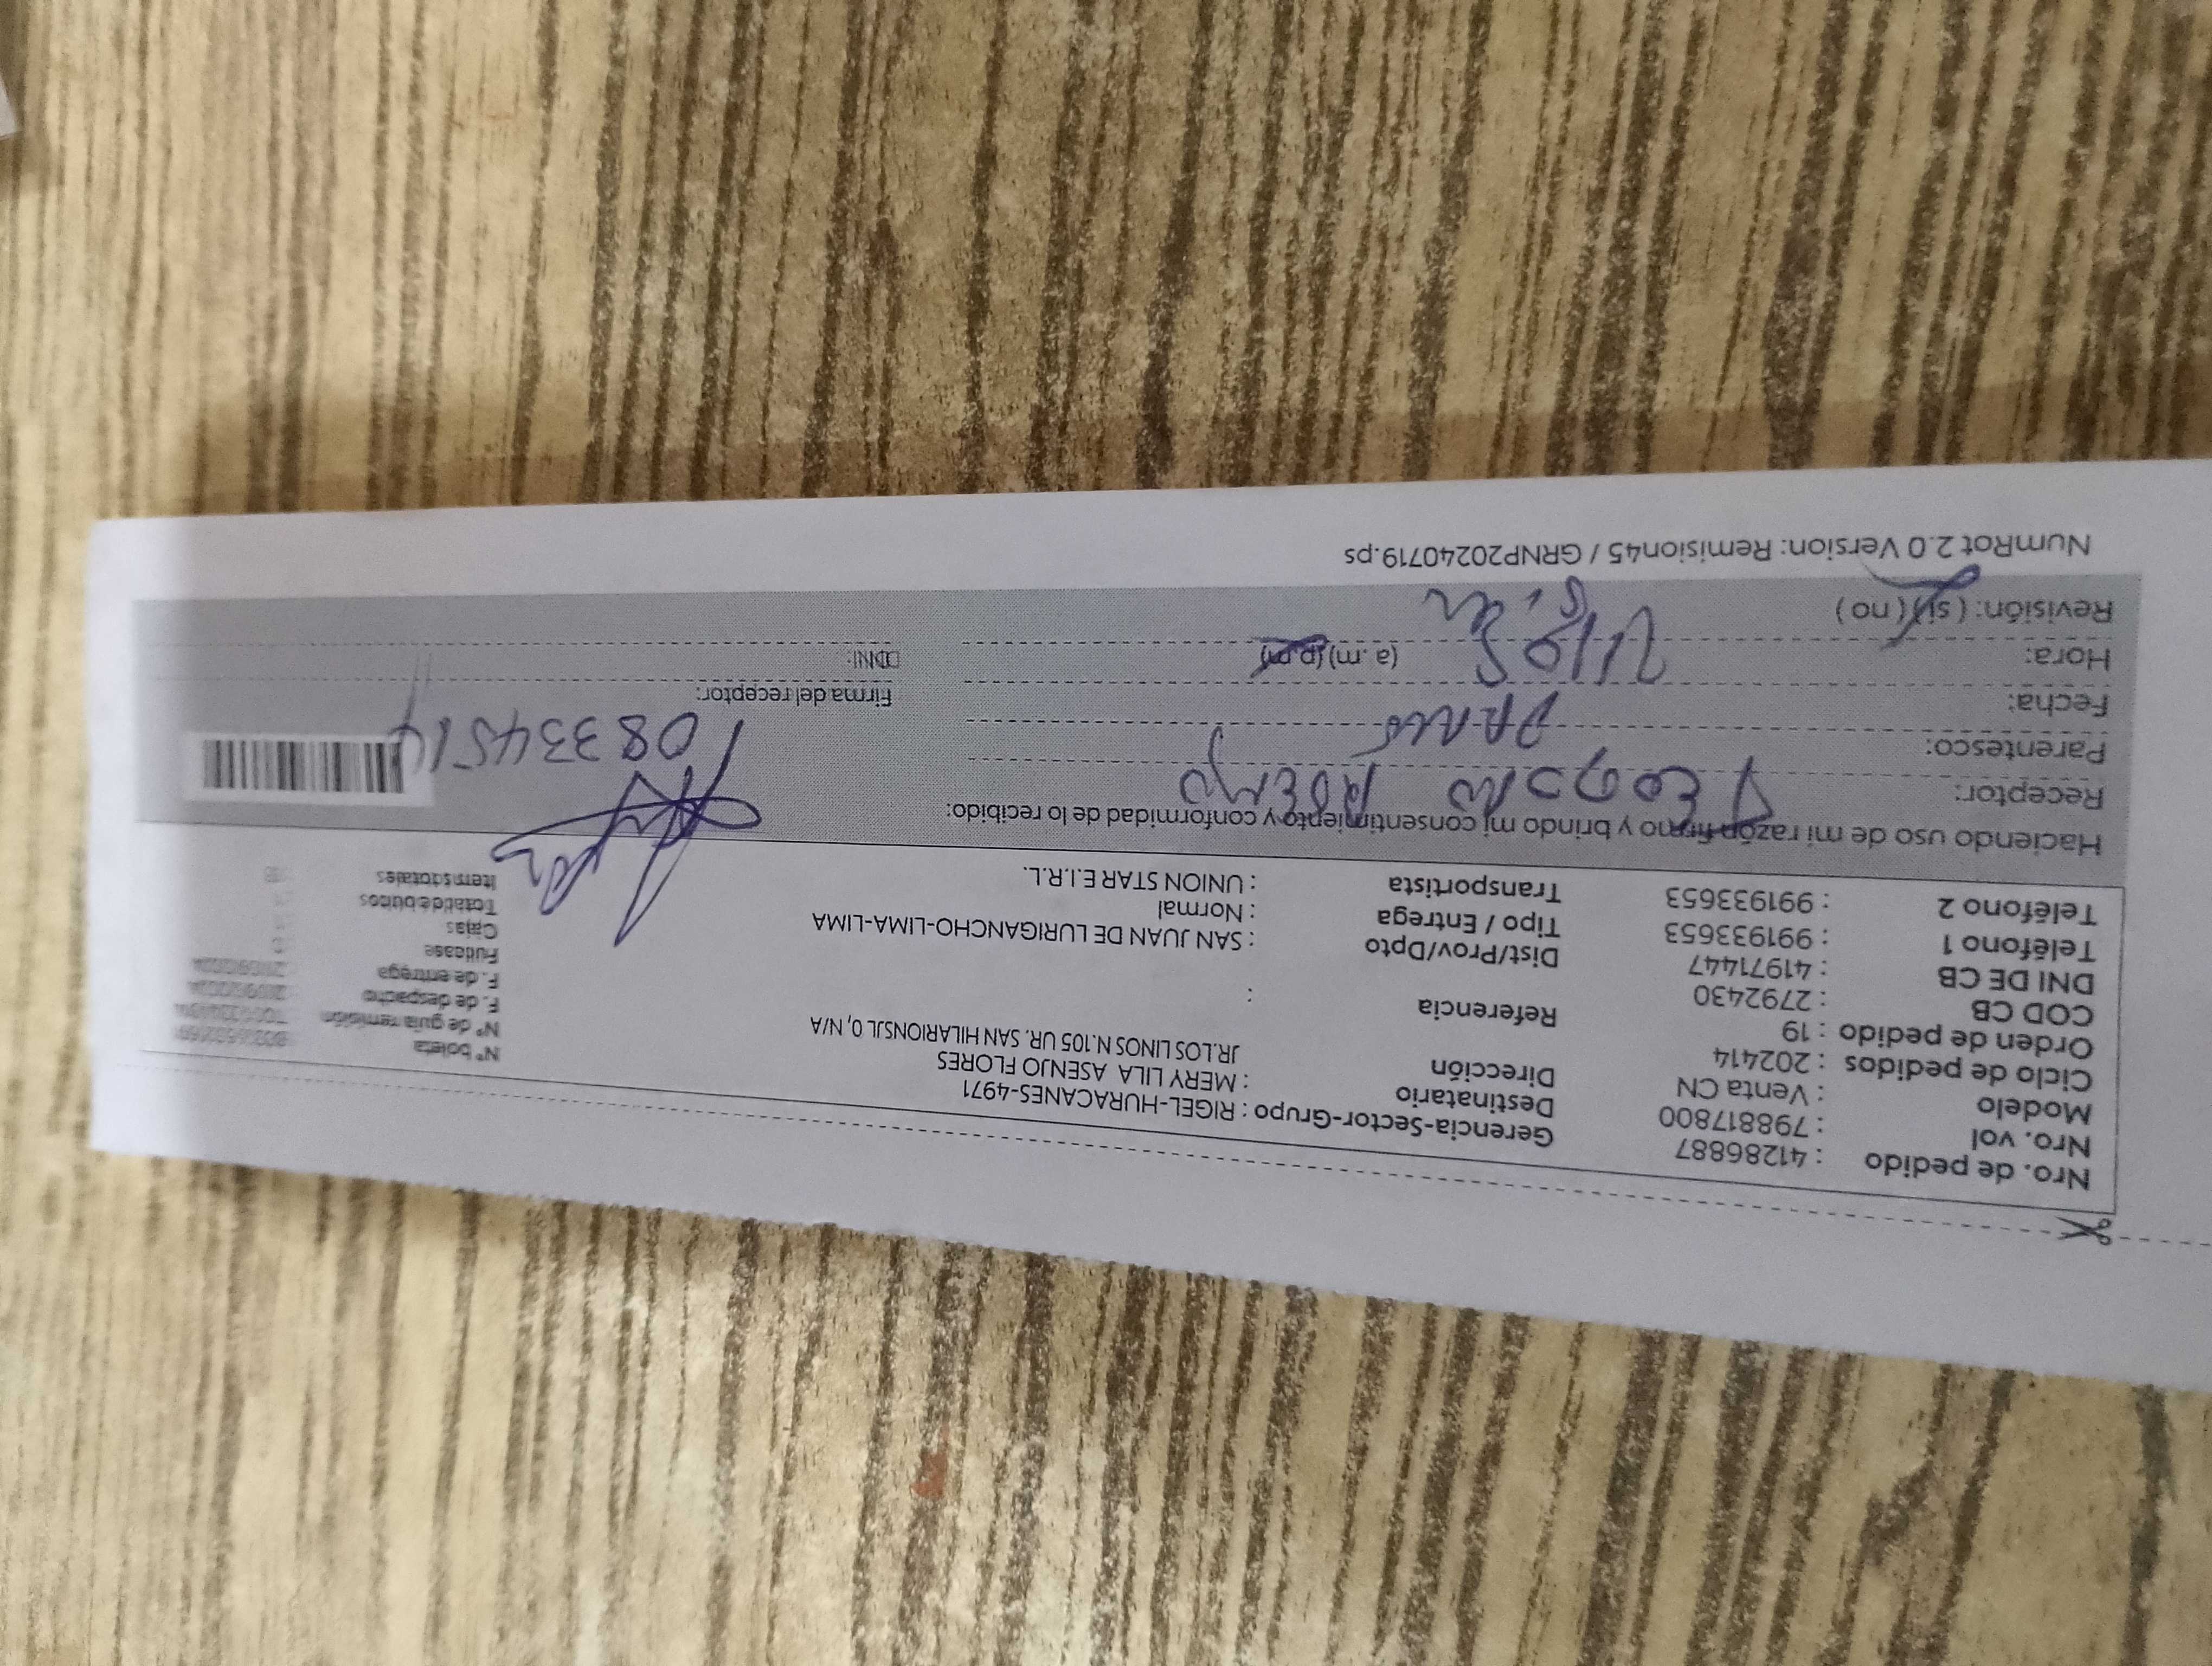 Nro. de pedido : 41286887
Nro. vol : 798817800
Modelo : Venta CN
Ciclo de pedidos : 202414
Orden de pedido : 19
COD CB : 2792430
DNI DE CB : 41971447
Teléfono 1 : 991933653
Teléfono 2 : 991933653
Gerencia-Sector-Grupo : RIGEL-HURACANES-4971
Destinatario : MERY LILA ASENJO FLORES
Dirección JR.LOS LINOS N.105 UR. SAN HILARIONSJL 0, N/A
Referencia :
Dist/Prov/Dpto : SAN JUAN DE LURIGANCHO-LIMA-LIMA
Tipo / Entrega : Normal
Transportista : UNION STAR E.I.R.L.
N° boleta
N° de guía remisión
F. de despacho
F. de entrega
Fullcase
Cajas
Total de bultos
Items totales
Haciendo uso de mi razón firmo y brindo mi consentimiento y conformidad de lo recibido:
Receptor:
Parentesco:
Fecha:
Hora: (a.m) (p.m)
Revisión: ( si ) ( no )
08334514
Firma del receptor:
DNI:
NumRot 2.0 Version: Remision45 / GRNP20240719.ps